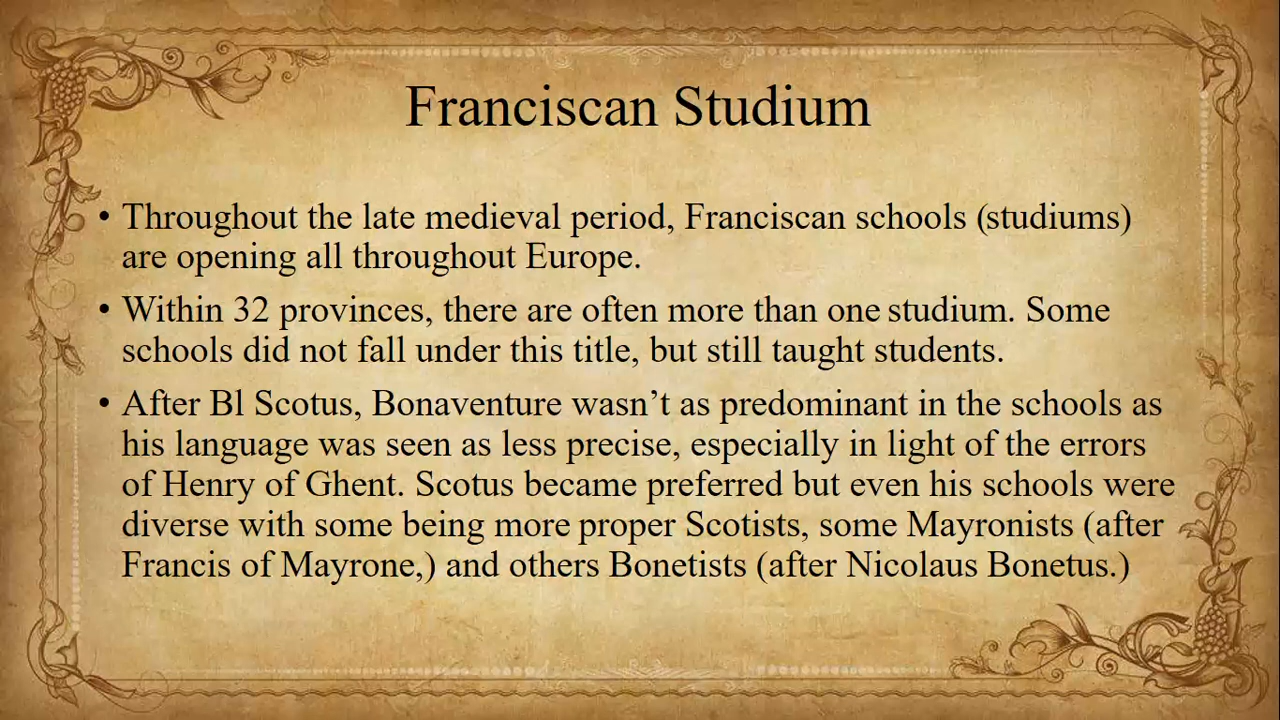 Franciscan Studium
• Throughout the late medieval period, Franciscan schools (studiums)
are opening all throughout Europe.
• Within 32 provinces, there are often more than one studium. Some
schools did not fall under this title, but still taught students.
• After Bl Scotus, Bonaventure wasn’t as predominant in the schools as
his language was seen as less precise, especially in light of the errors
of Henry of Ghent. Scotus became preferred but even his schools were
diverse with some being more proper Scotists, some Mayronists (after
Francis of Mayrone,) and others Bonetists (after Nicolaus Bonetus.)